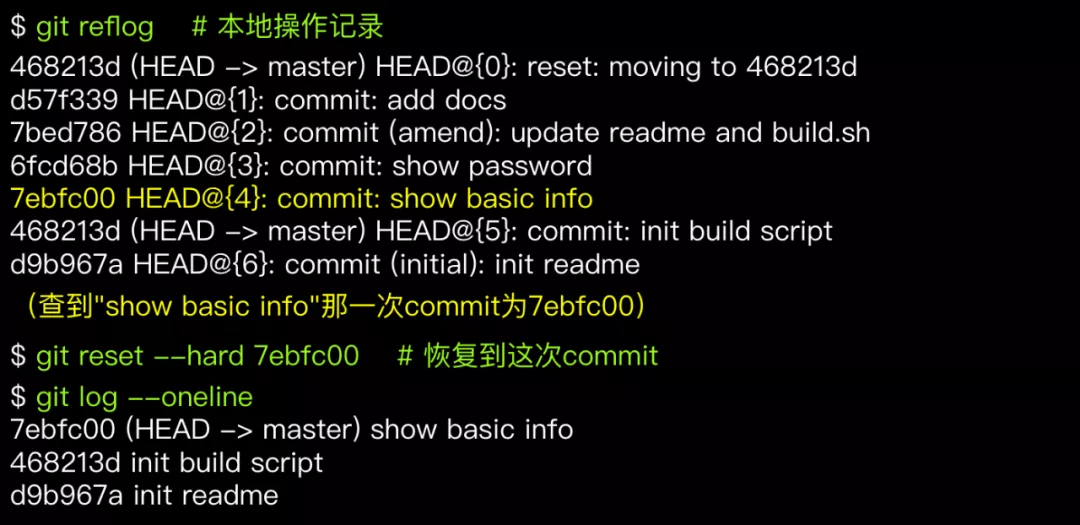 $ git reflog # 本地操作记录
468213d (HEAD -> master) HEAD@{0}: reset: moving to 468213d
d57f339 HEAD@{1}: commit: add docs
7bed786 HEAD@{2}: commit (amend): update readme and build.sh
6fcd68b HEAD@{3}: commit: show password
7ebfc00 HEAD@{4}: commit: show basic info
468213d (HEAD -> master) HEAD@{5}: commit: init build script
d9b967a HEAD@{6}: commit (initial): init readme
（查到"show basic info"那一次commit为7ebfc00）
$ git reset --hard 7ebfc00 # 恢复到这次commit
$ git log --oneline
7ebfc00 (HEAD -> master) show basic info
468213d init build script
d9b967a init readme